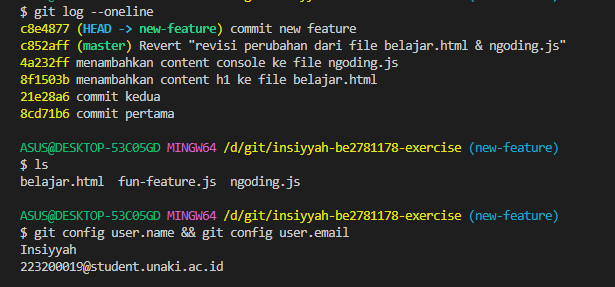 $ git log --oneline
c8e4877 (HEAD -> new-feature) commit new feature
c852aff (master) Revert "revisi perubahan dari file belajar.html & ngoding.js"
4a232ff menambahkan content console ke file ngoding.js
8f1503b menambahkan content h1 ke file belajar.html
21e28a6 commit kedua
8cd71b6 commit pertama
ASUS@DESKTOP-53C05GD MINGW64 /d/git/insiyyah-be2781178-exercise (new-feature)
$ ls
belajar.html  fun-feature.js  ngoding.js
ASUS@DESKTOP-53C05GD MINGW64 /d/git/insiyyah-be2781178-exercise (new-feature)
$ git config user.name && git config user.email
Insiyyah
223200019@student.unaki.ac.id